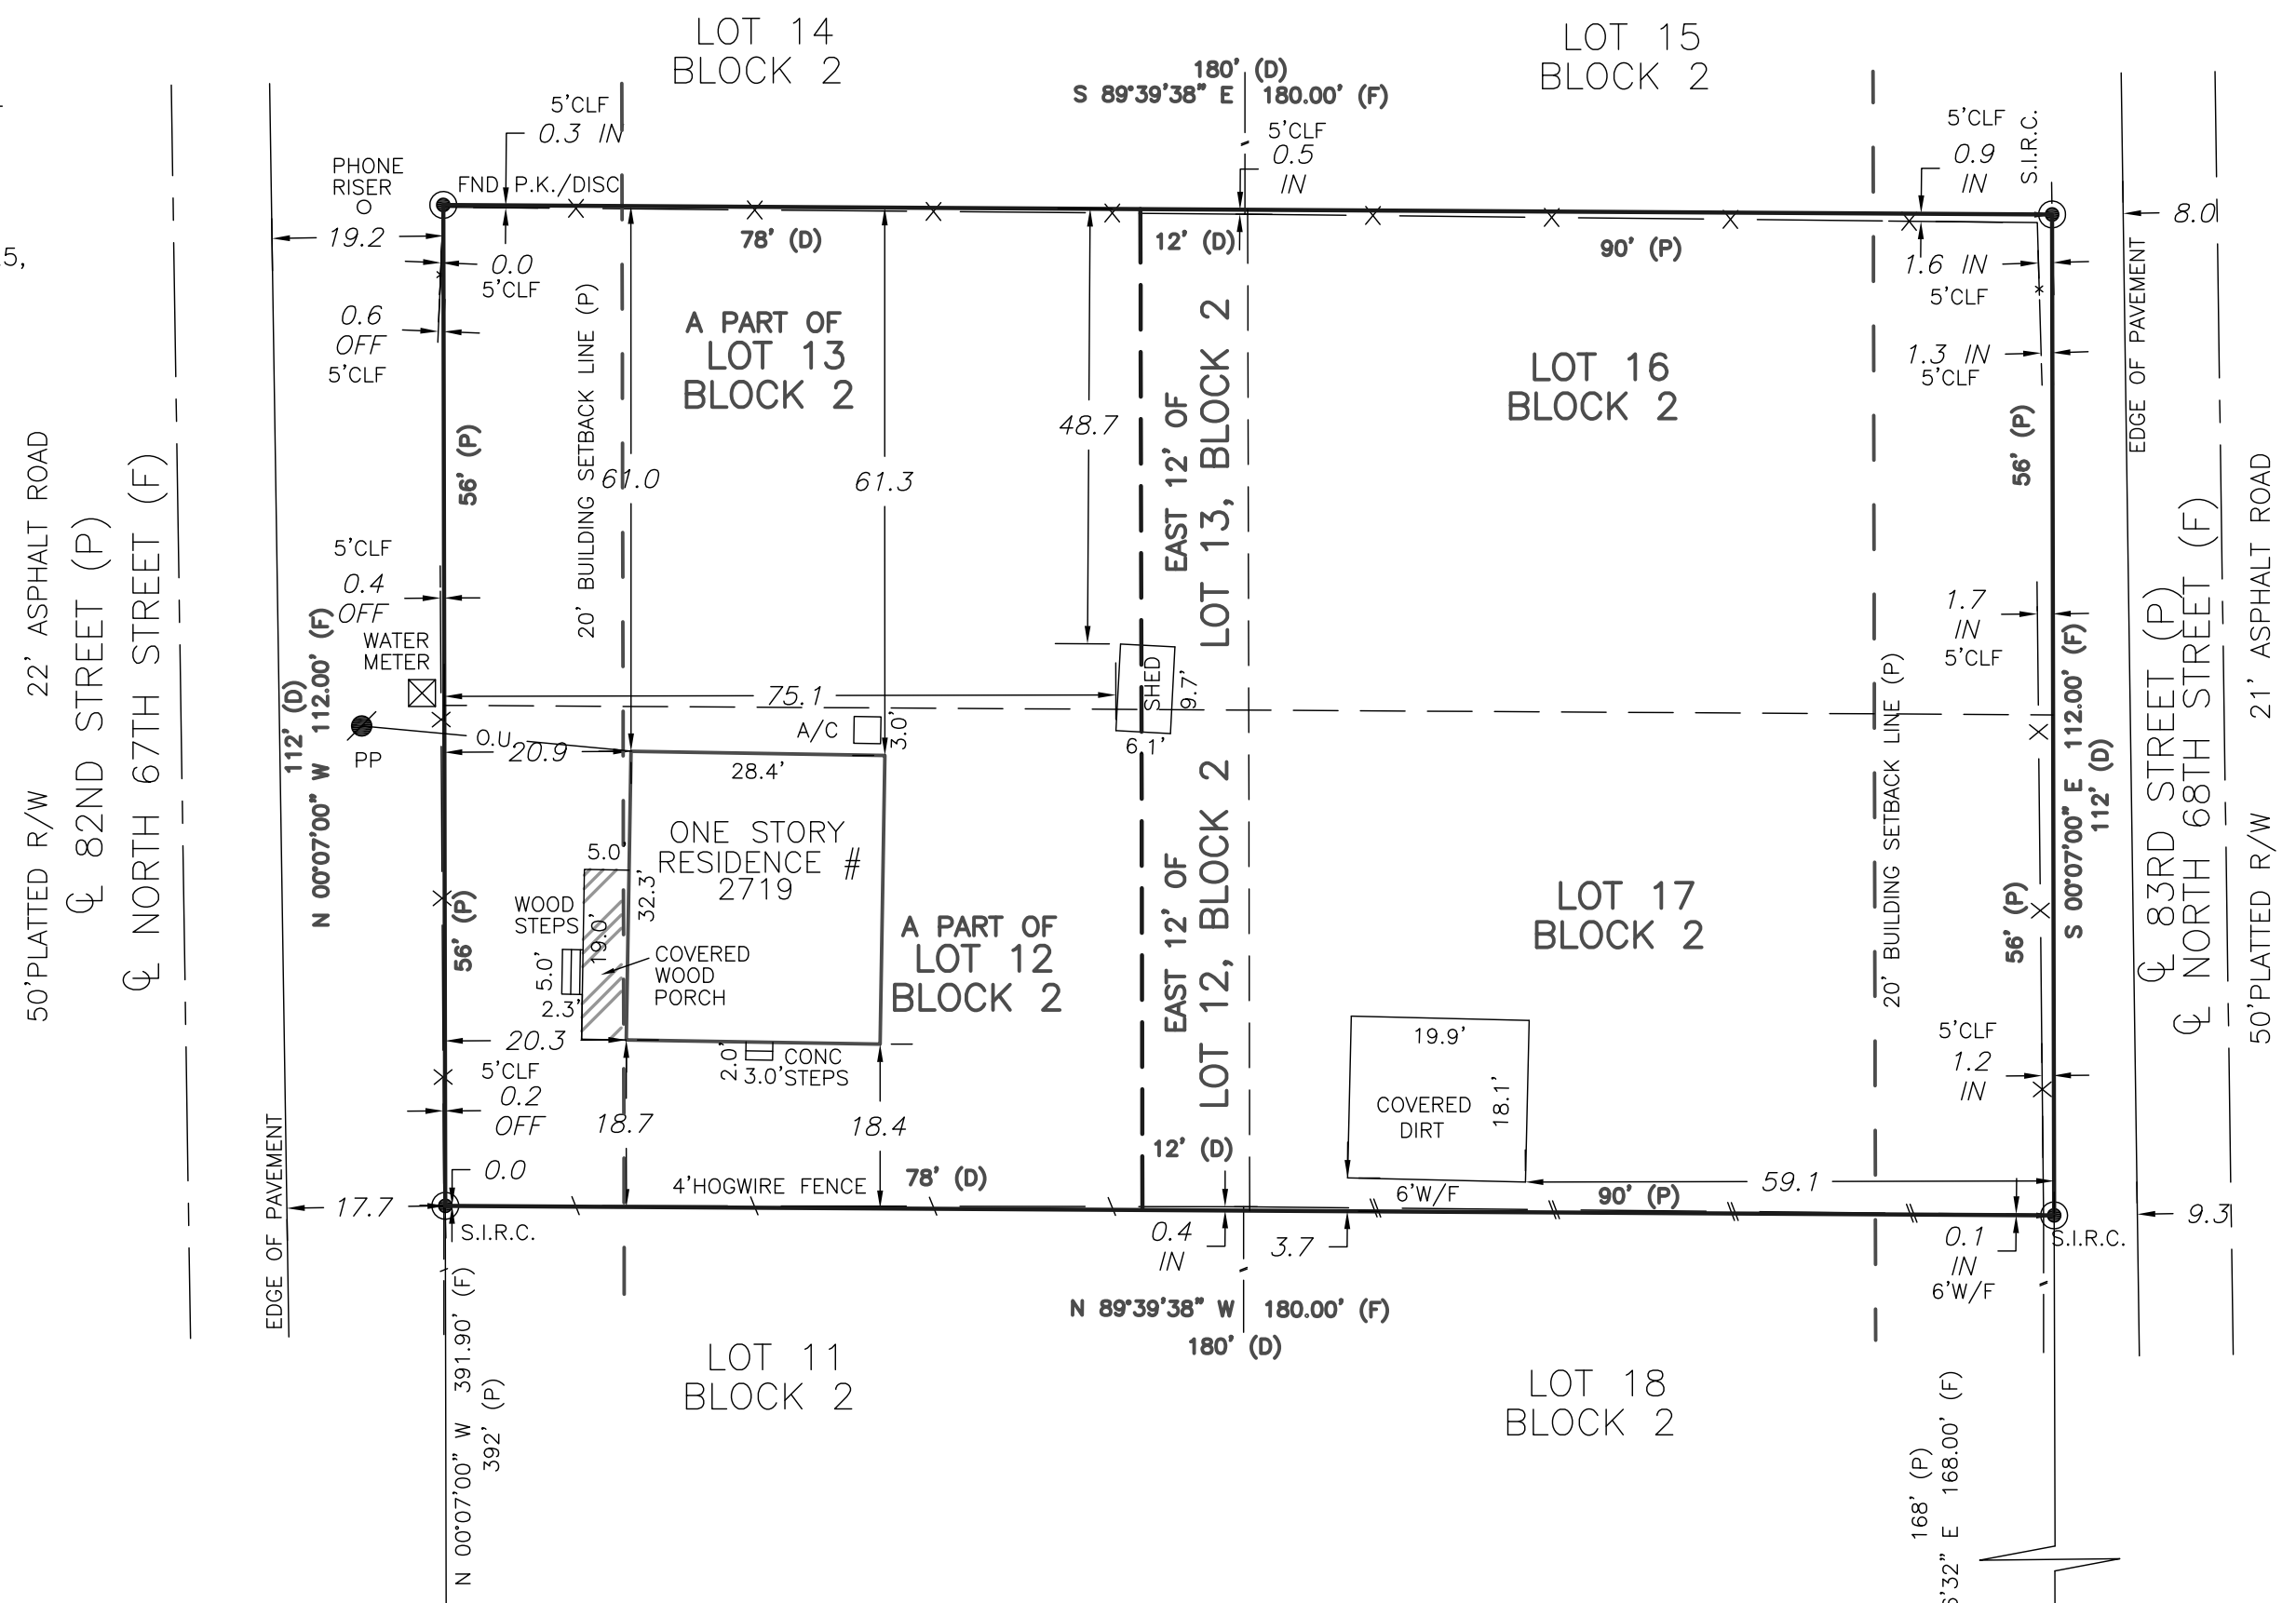 LOT 14
BLOCK 2
LOT 15
BLOCK 2
180' (D)
S 89°39'38" E 180.00' (F)
5'CLF
0.3 IN
5'CLF
0.5
IN
5'CLF
0.9
IN
S.I.R.C.
PHONE
RISER
FND P.K./DISC
19.2
8.0
5,
0.0
5'CLF
78' (D)
12' (D)
90' (P)
1.6 IN
5'CLF
0.6
OFF
5'CLF
20' BUILDING SETBACK LINE (P)
A PART OF
LOT 13
BLOCK 2
EAST 12' OF
LOT 13, BLOCK 2
LOT 16
BLOCK 2
1.3 IN
5'CLF
EDGE OF PAVEMENT
56' (P)
61.0
61.3
48.7
56' (P)
22' ASPHALT ROAD
50'PLATTED R/W
℄ 82ND STREET (P)
℄ NORTH 67TH STREET (F)
5'CLF
0.4
OFF
WATER
METER
112' (D)
N 00°07'00" W 112.00' (F)
PP
O.U.
75.1
SHED
9.7'
6.1'
A/C
3.0'
20.9
28.4'
1.7
IN
5'CLF
S 00°07'00" E 112.00' (F)
112' (D)
℄ 83RD STREET (P)
℄ NORTH 68TH STREET (F)
21' ASPHALT ROAD
50'PLATTED R/W
20' BUILDING SETBACK LINE (P)
ONE STORY
RESIDENCE #
2719
5.0'
32.3'
WOOD
STEPS
19.0'
5.0'
2.3'
COVERED
WOOD
PORCH
56' (P)
A PART OF
LOT 12
BLOCK 2
EAST 12' OF
LOT 12, BLOCK 2
LOT 17
BLOCK 2
56' (P)
20.3
5'CLF
0.2
OFF
2.0'
3.0'
CONC
STEPS
19.9'
18.1'
COVERED
DIRT
5'CLF
1.2
IN
18.7
18.4
12' (D)
EDGE OF PAVEMENT
0.0
4'HOGWIRE FENCE
78' (D)
6'W/F
90' (P)
59.1
17.7
S.I.R.C.
0.4
IN
3.7
0.1
IN
6'W/F
S.I.R.C.
9.3
N 89°39'38" W 180.00' (F)
180' (D)
LOT 11
BLOCK 2
LOT 18
BLOCK 2
N 00°07'00" W 391.90' (F)
392' (P)
168' (P)
6'32" E 168.00' (F)